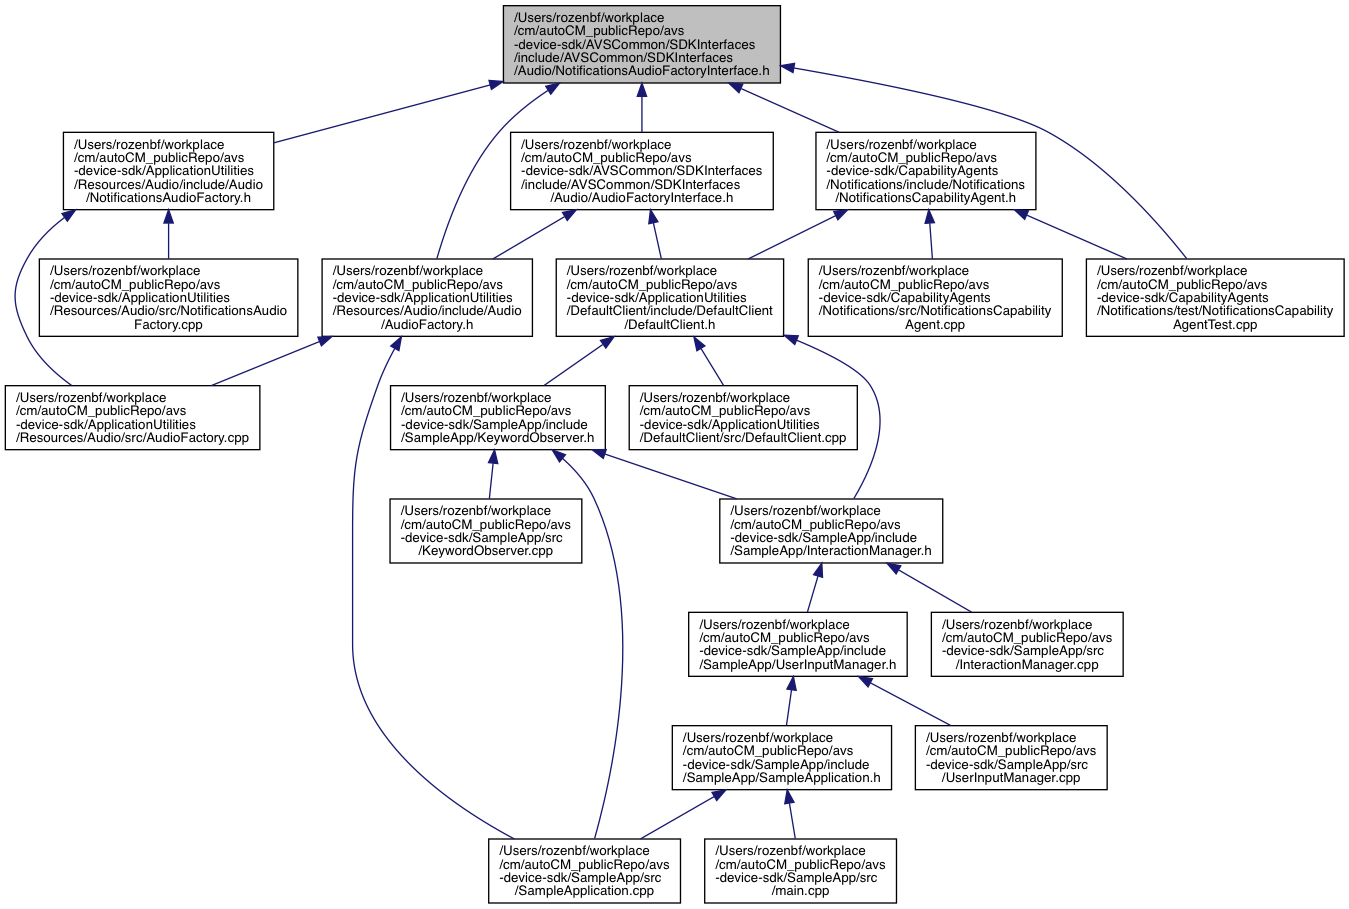 /Users/rozenbf/workplace
/cm/autoCM_publicRepo/avs
-device-sdk/AVSCommon/SDKInterfaces
/include/AVSCommon/SDKInterfaces
/Audio/NotificationsAudioFactoryInterface.h
/Users/rozenbf/workplace
/cm/autoCM_publicRepo/avs
-device-sdk/ApplicationUtilities
/Resources/Audio/include/Audio
/NotificationsAudioFactory.h
/Users/rozenbf/workplace
/cm/autoCM_publicRepo/avs
-device-sdk/AVSCommon/SDKInterfaces
/include/AVSCommon/SDKInterfaces
/Audio/AudioFactoryInterface.h
/Users/rozenbf/workplace
/cm/autoCM_publicRepo/avs
-device-sdk/CapabilityAgents
/Notifications/include/Notifications
/NotificationsCapabilityAgent.h
/Users/rozenbf/workplace
/cm/autoCM_publicRepo/avs
-device-sdk/ApplicationUtilities
/Resources/Audio/src/NotificationsAudio
Factory.cpp
/Users/rozenbf/workplace
/cm/autoCM_publicRepo/avs
-device-sdk/ApplicationUtilities
/Resources/Audio/include/Audio
/AudioFactory.h
/Users/rozenbf/workplace
/cm/autoCM_publicRepo/avs
-device-sdk/ApplicationUtilities
/DefaultClient/include/DefaultClient
/DefaultClient.h
/Users/rozenbf/workplace
/cm/autoCM_publicRepo/avs
-device-sdk/CapabilityAgents
/Notifications/src/NotificationsCapability
Agent.cpp
/Users/rozenbf/workplace
/cm/autoCM_publicRepo/avs
-device-sdk/CapabilityAgents
/Notifications/test/NotificationsCapability
AgentTest.cpp
/Users/rozenbf/workplace
/cm/autoCM_publicRepo/avs
-device-sdk/ApplicationUtilities
/Resources/Audio/src/AudioFactory.cpp
/Users/rozenbf/workplace
/cm/autoCM_publicRepo/avs
-device-sdk/SampleApp/include
/SampleApp/KeywordObserver.h
/Users/rozenbf/workplace
/cm/autoCM_publicRepo/avs
-device-sdk/ApplicationUtilities
/DefaultClient/src/DefaultClient.cpp
/Users/rozenbf/workplace
/cm/autoCM_publicRepo/avs
-device-sdk/SampleApp/src
/KeywordObserver.cpp
/Users/rozenbf/workplace
/cm/autoCM_publicRepo/avs
-device-sdk/SampleApp/include
/SampleApp/InteractionManager.h
/Users/rozenbf/workplace
/cm/autoCM_publicRepo/avs
-device-sdk/SampleApp/include
/SampleApp/UserInputManager.h
/Users/rozenbf/workplace
/cm/autoCM_publicRepo/avs
-device-sdk/SampleApp/src
/InteractionManager.cpp
/Users/rozenbf/workplace
/cm/autoCM_publicRepo/avs
-device-sdk/SampleApp/include
/SampleApp/SampleApplication.h
/Users/rozenbf/workplace
/cm/autoCM_publicRepo/avs
-device-sdk/SampleApp/src
/UserInputManager.cpp
/Users/rozenbf/workplace
/cm/autoCM_publicRepo/avs
-device-sdk/SampleApp/src
/SampleApplication.cpp
/Users/rozenbf/workplace
/cm/autoCM_publicRepo/avs
-device-sdk/SampleApp/src
/main.cpp